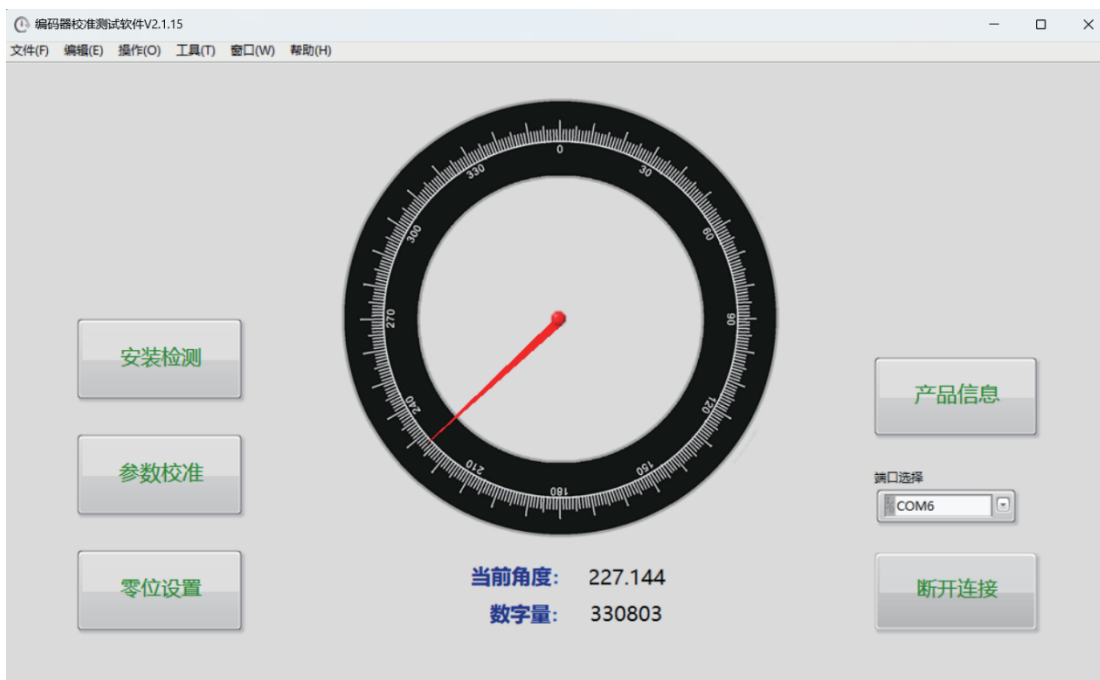 编码器校准测试软件V2.1.15
文件(F) 编辑(E) 操作(O) 工具(T) 窗口(W) 帮助(H)
0
30
60
90
120
150
180
210
240
270
300
330
安装检测
参数校准
零位设置
当前角度: 227.144
数字量: 330803
产品信息
端口选择
COM6
断开连接